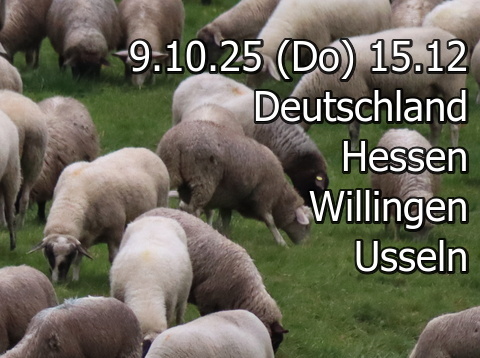 9.10.25 (Do) 15.12
Deutschland
Hessen
Willingen
Usseln